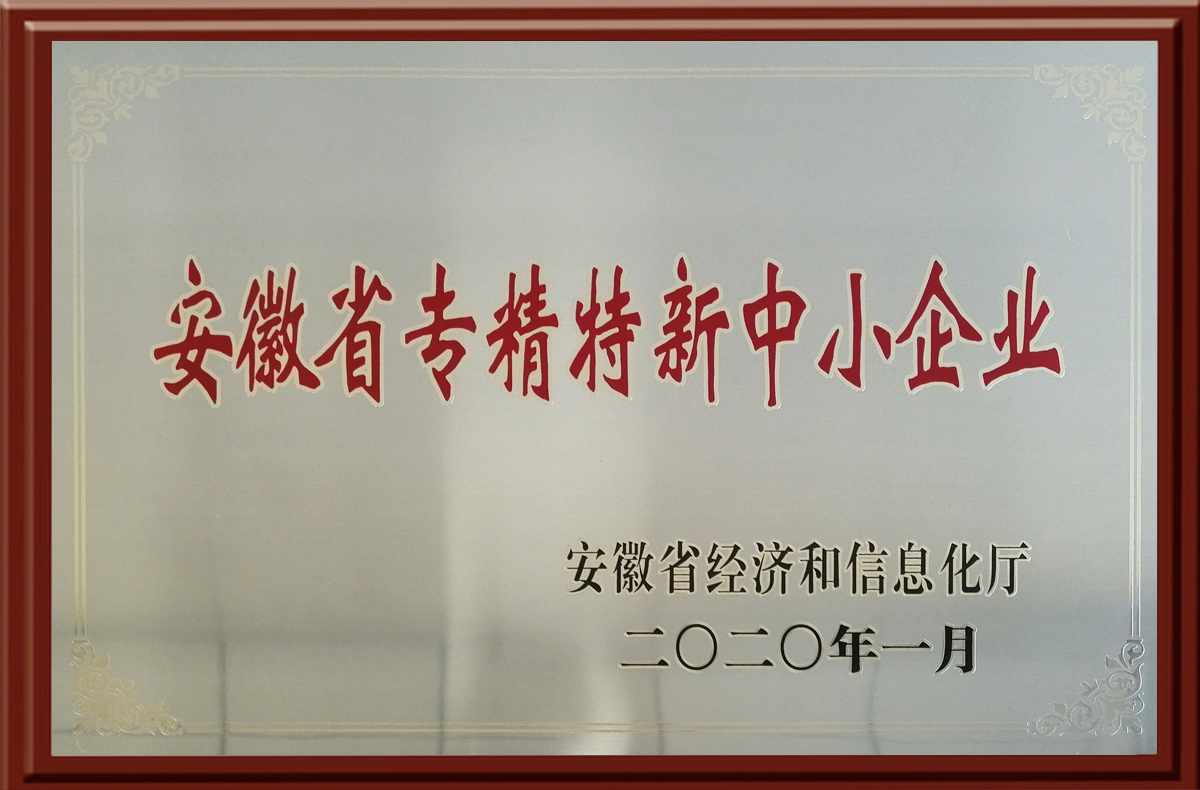 安徽省专精特新中小企业
安徽省经济和信息化厅
二〇二〇年一月